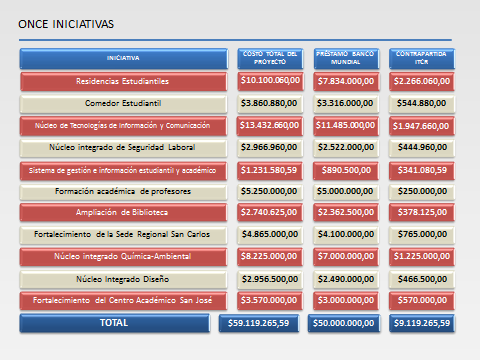 ONCE INICIATIVAS
INICIATIVA COSTO TOTAL DEL PROYECTO PRÉSTAMO BANCO MUNDIAL CONTRAPARTIDA ITCR
Residencias Estudiantiles $10.100.060,00 $7.834.000,00 $2.266.060,00
Comedor Estudiantil $3.860.880,00 $3.316.000,00 $544.880,00
Núcleo de Tecnologías de Información y Comunicación $13.432.660,00 $11.485.000,00 $1.947.660,00
Núcleo integrado de Seguridad Laboral $2.966.960,00 $2.522.000,00 $444.960,00
Sistema de gestión e información estudiantil y académico $1.231.580,59 $890.500,00 $341.080,59
Formación académica de profesores $5.250.000,00 $5.000.000,00 $250.000,00
Ampliación de Biblioteca $2.740.625,00 $2.362.500,00 $378.125,00
Fortalecimiento de la Sede Regional San Carlos $4.865.000,00 $4.100.000,00 $765.000,00
Núcleo integrado Química-Ambiental $8.225.000,00 $7.000.000,00 $1.225.000,00
Núcleo Integrado Diseño $2.956.500,00 $2.490.000,00 $466.500,00
Fortalecimiento del Centro Académico San José $3.570.000,00 $3.000.000,00 $570.000,00
TOTAL $59.119.265,59 $50.000.000,00 $9.119.265,59